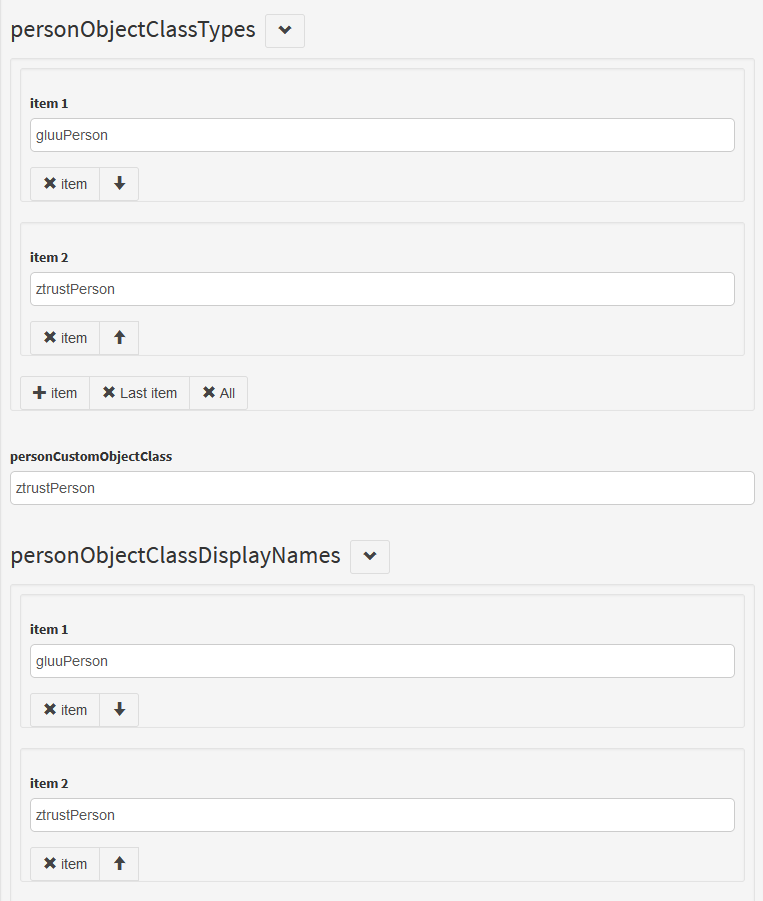 personObjectClassTypes
item 1
gluuPerson
item
item 2
ztrustPerson
item
item Last item All
personCustomObjectClass
ztrustPerson
personObjectClassDisplayNames
item 1
gluuPerson
item
item 2
ztrustPerson
item